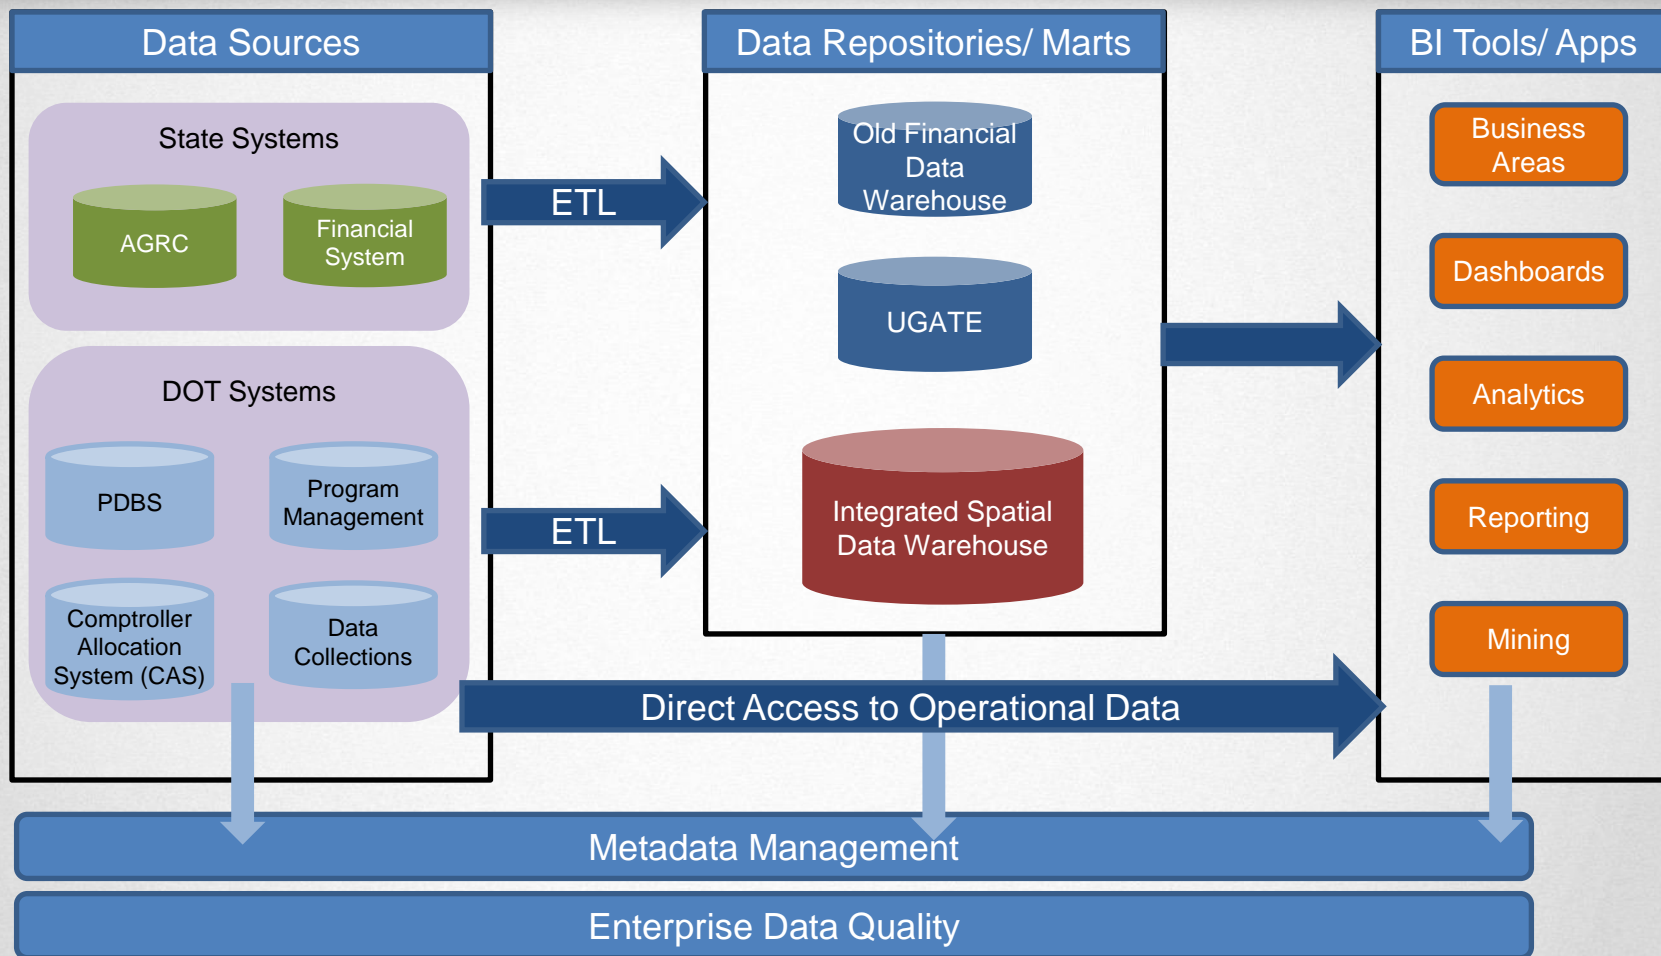 Data Sources
Data Repositories/ Marts
BI Tools/ Apps
State Systems
AGRC
Financial
System
DOT Systems
PDBS
Program
Management
Comptroller
Allocation
System (CAS)
Data
Collections
ETL
ETL
Old Financial
Data
Warehouse
UGATE
Integrated Spatial
Data Warehouse
Business
Areas
Dashboards
Analytics
Reporting
Mining
Direct Access to Operational Data
Metadata Management
Enterprise Data Quality